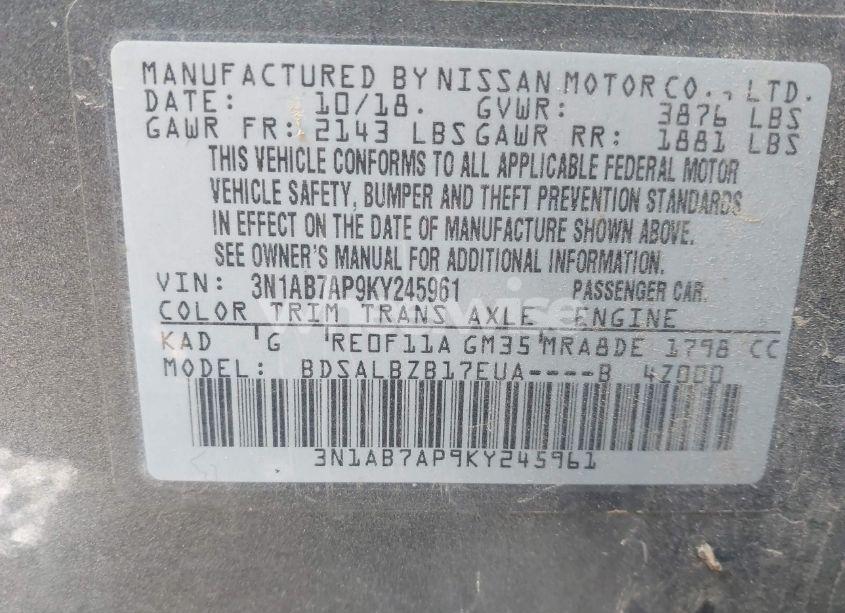 MANUFACTURED BY NISSAN MOTOR CO., LTD.
DATE: 10/18. GVWR: 3876 LBS
GAWR FR: 2143 LBS GAWR RR: 1881 LBS
THIS VEHICLE CONFORMS TO ALL APPLICABLE FEDERAL MOTOR
VEHICLE SAFETY, BUMPER AND THEFT PREVENTION STANDARDS
IN EFFECT ON THE DATE OF MANUFACTURE SHOWN ABOVE.
SEE OWNER'S MANUAL FOR ADDITIONAL INFORMATION.
VIN: 3N1AB7AP9KY245961 PASSENGER CAR.
COLOR TRIM TRANS AXLE ENGINE
KAD G RE0F11A GM35 MRA8DE 1798 CC
MODEL: BDSALBZB17EUA----B 4Z000
3N1AB7AP9KY245961